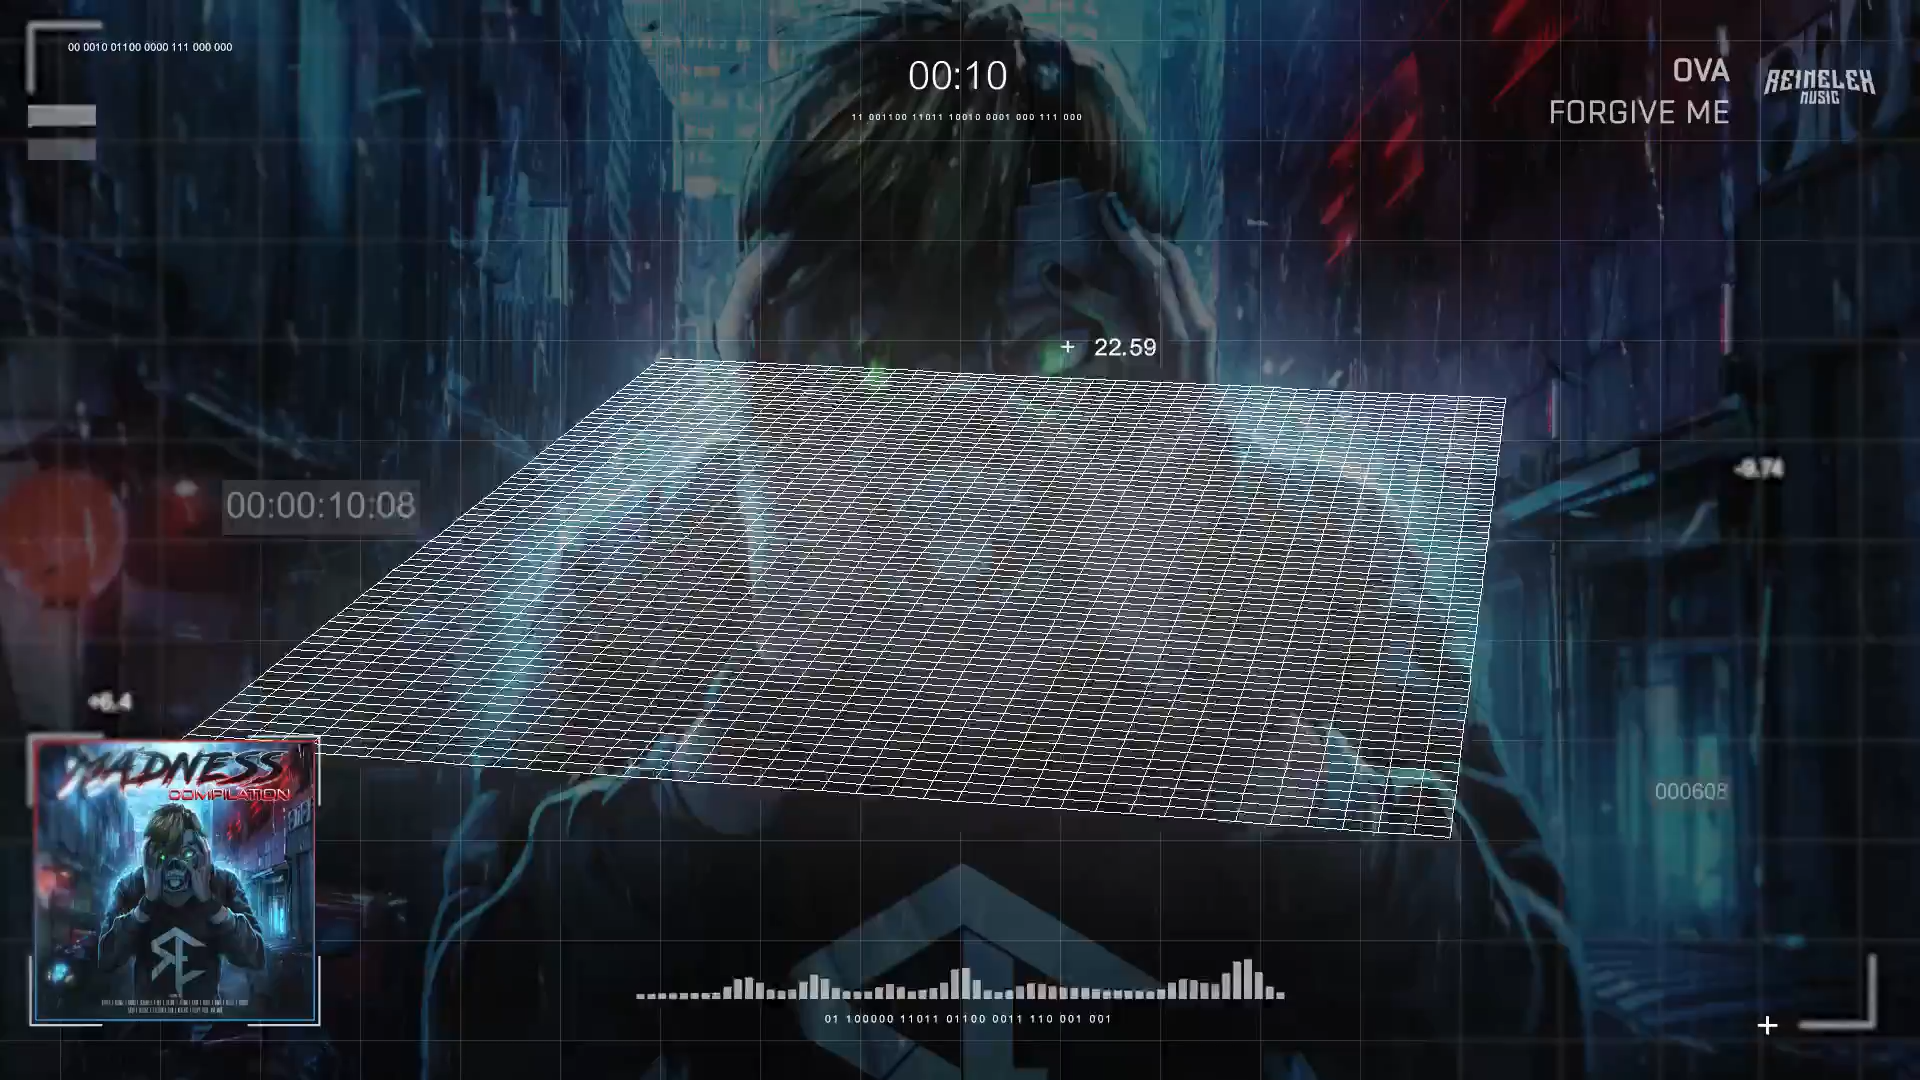 00 0010 01100 0000 111 000 000
00:10
11 001100 11011 10010 0001 000 111 000
OVA
FORGIVE ME
REINELEX
MUSIC
+ 22.59
-9.74
00:00:10:08
+6.4
000608
MADNESS
COMPILATION
01 100000 11011 01100 0011 110 001 001
+